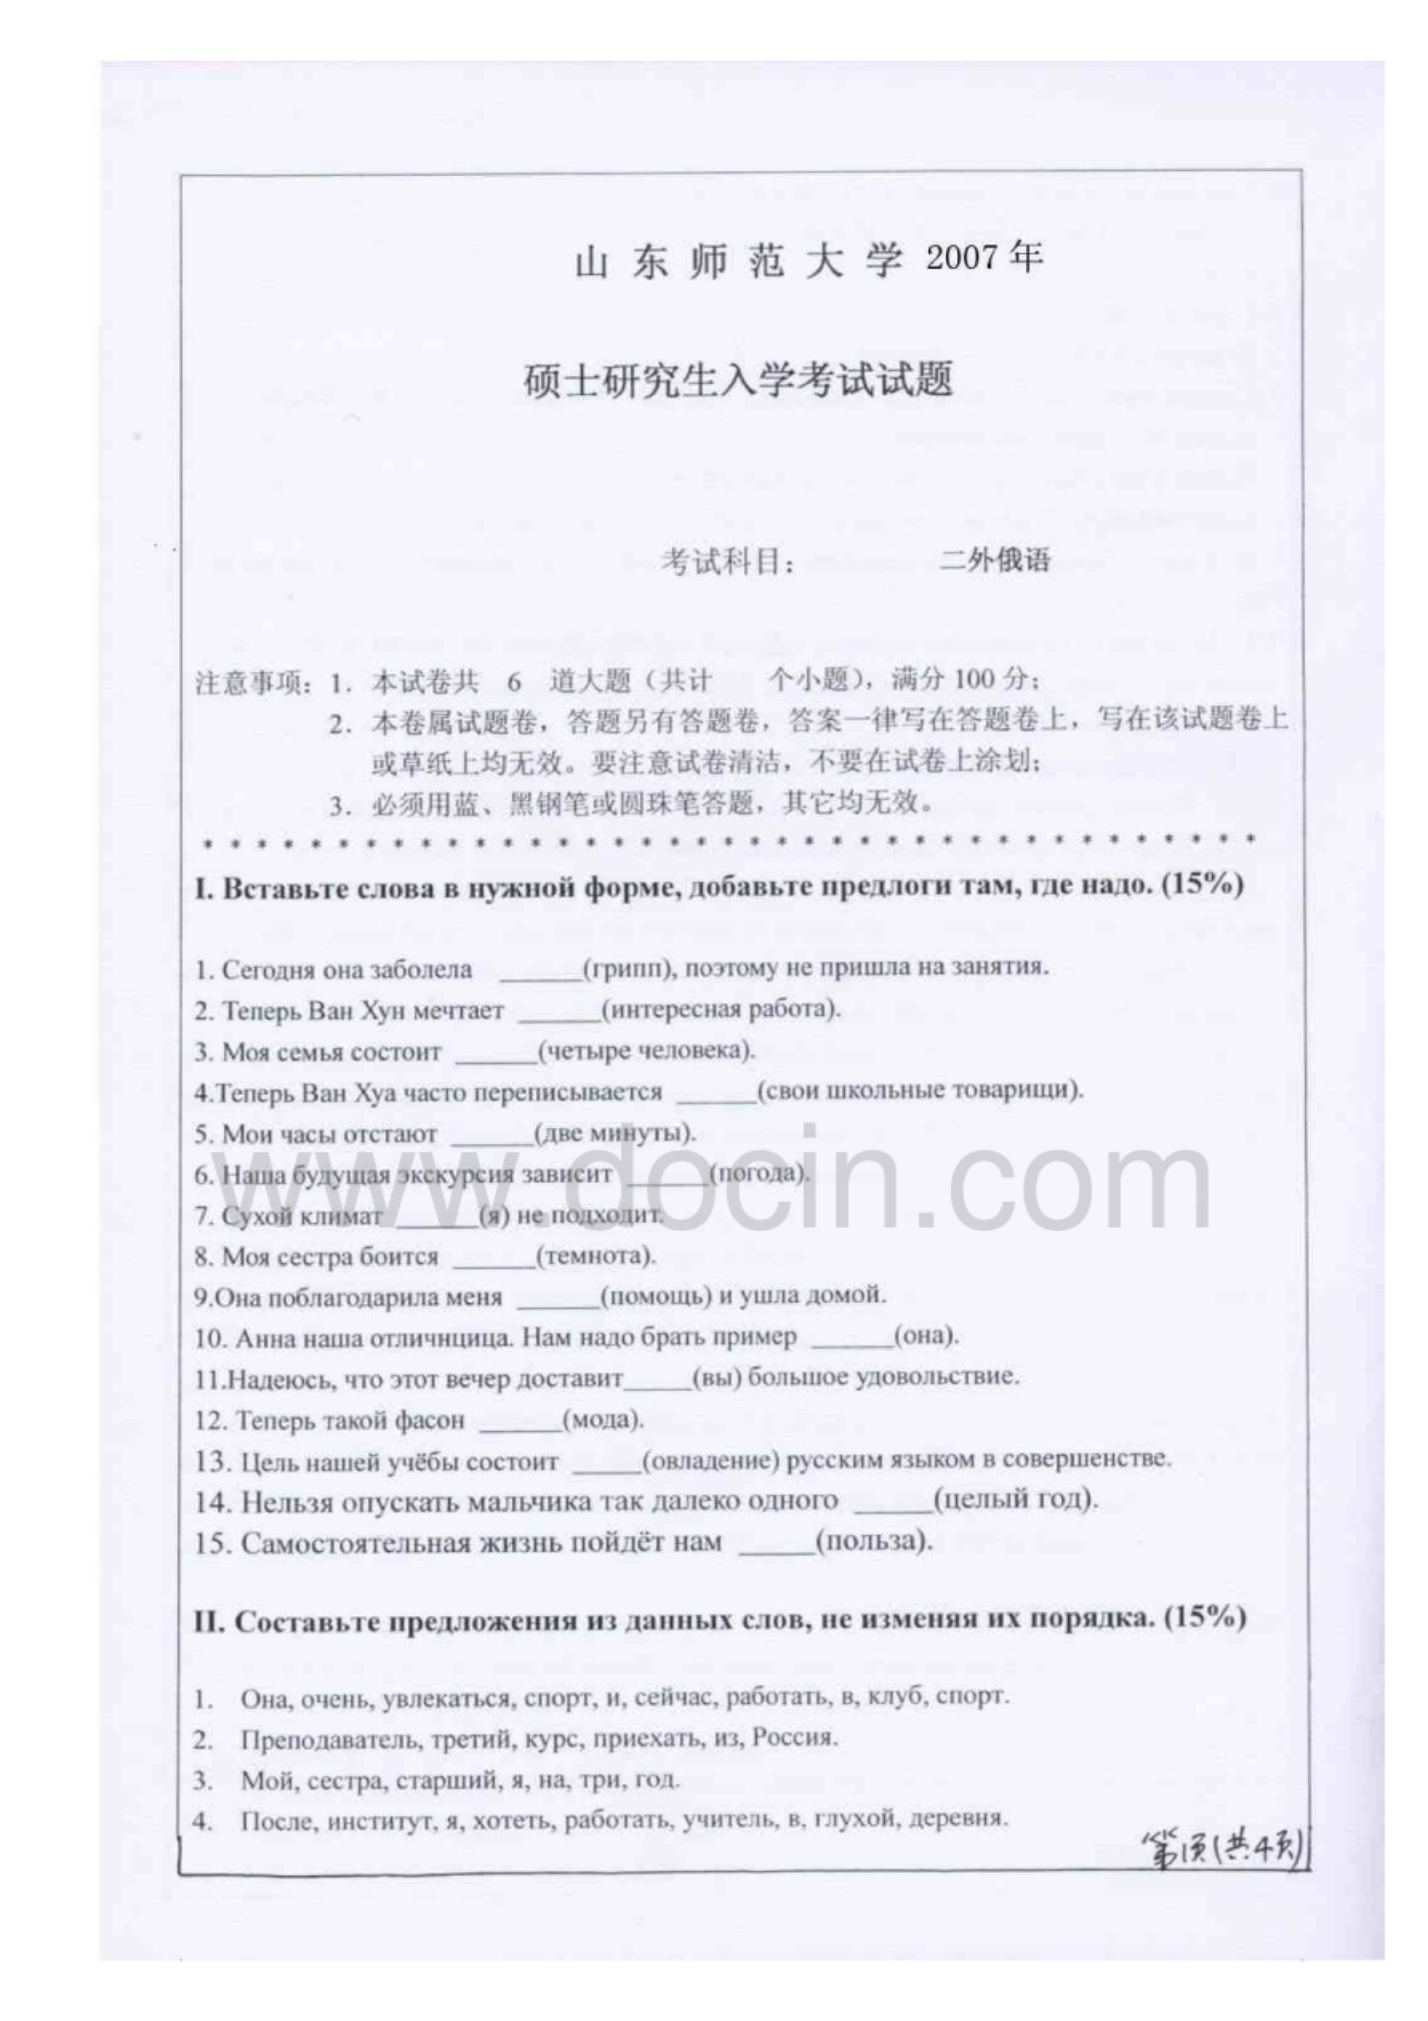 山东师范大学 2007 年
硕士研究生入学考试试题
考试科目： 二外俄语
注意事项：1．本试卷共 6 道大题（共计 个小题），满分 100 分；
2．本卷属试题卷，答题另有答题卷，答案一律写在答题卷上，写在该试题卷上
或草纸上均无效。要注意试卷清洁，不要在试卷上涂划；
3．必须用蓝、黑钢笔或圆珠笔答题，其它均无效。
* * * * * * * * * * * * * * * * * * * * * * * * * * * * * * * * * * * * * * *
I. Вставьте слова в нужной форме, добавьте предлоги там, где надо. (15%)
1. Сегодня она заболела ______(грипп), поэтому не пришла на занятия.
2. Теперь Ван Хун мечтает ______(интересная работа).
3. Моя семья состоит ______(четыре человека).
4.Теперь Ван Хуа часто переписывается ______(свои школьные товарищи).
5. Мои часы отстают ______(две минуты).
6. Наша будущая экскурсия зависит ______(погода).
7. Сухой климат ______(я) не подходит.
8. Моя сестра боится ______(темнота).
9.Она поблагодарила меня ______(помощь) и ушла домой.
10. Анна наша отличнцица. Нам надо брать пример ______(она).
11.Надеюсь, что этот вечер доставит_____(вы) большое удовольствие.
12. Теперь такой фасон ______(мода).
13. Цель нашей учёбы состоит _____(овладение) русским языком в совершенстве.
14. Нельзя опускать мальчика так далеко одного ______(целый год).
15. Самостоятельная жизнь пойдёт нам ______(польза).
II. Составьте предложения из данных слов, не изменяя их порядка. (15%)
1. Она, очень, увлекаться, спорт, и, сейчас, работать, в, клуб, спорт.
2. Преподаватель, третий, курс, приехать, из, Россия.
3. Мой, сестра, старший, я, на, три, год.
4. После, институт, я, хотеть, работать, учитель, в, глухой, деревня.
第1页(共4页)
www.docin.com